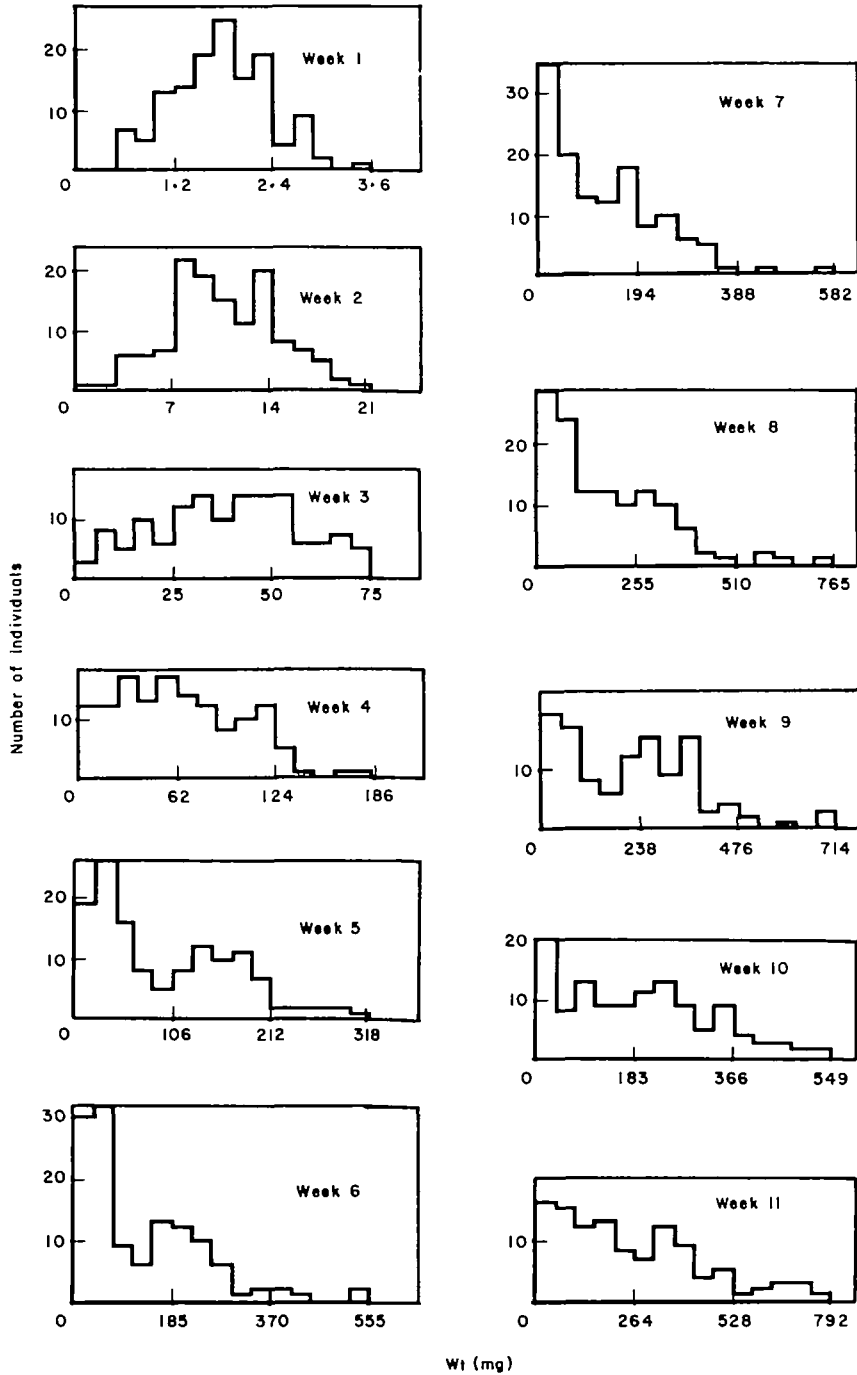 Number of Individuals
20
10
Week 1
0 1·2 2·4 3·6
20
10
Week 2
0 7 14 21
10
Week 3
0 25 50 75
10
Week 4
0 62 124 186
20
10
Week 5
0 106 212 318
30
20
10
Week 6
0 185 370 555
30
20
10
Week 7
0 194 388 582
20
10
Week 8
0 255 510 765
10
Week 9
0 238 476 714
20
10
Week 10
0 183 366 549
10
Week 11
0 264 528 792
Wt (mg)